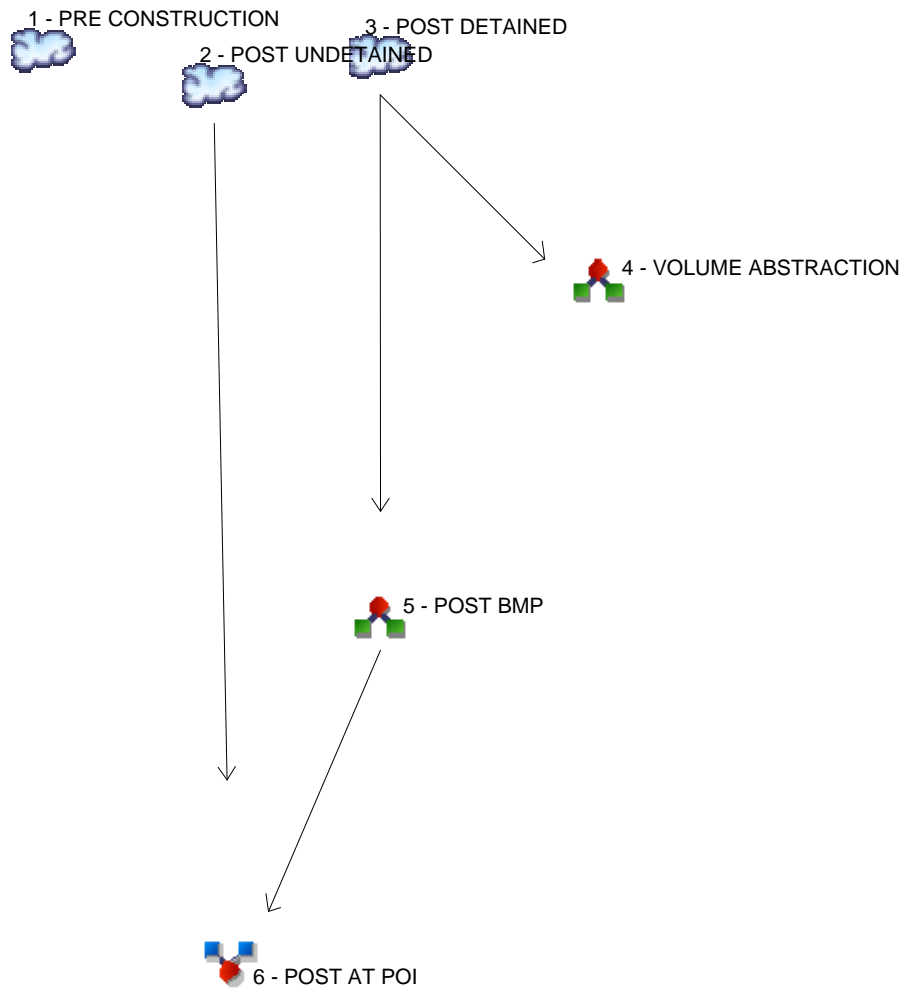 1 - PRE CONSTRUCTION
3 - POST DETAINED
2 - POST UNDETAINED
4 - VOLUME ABSTRACTION
5 - POST BMP
6 - POST AT POI